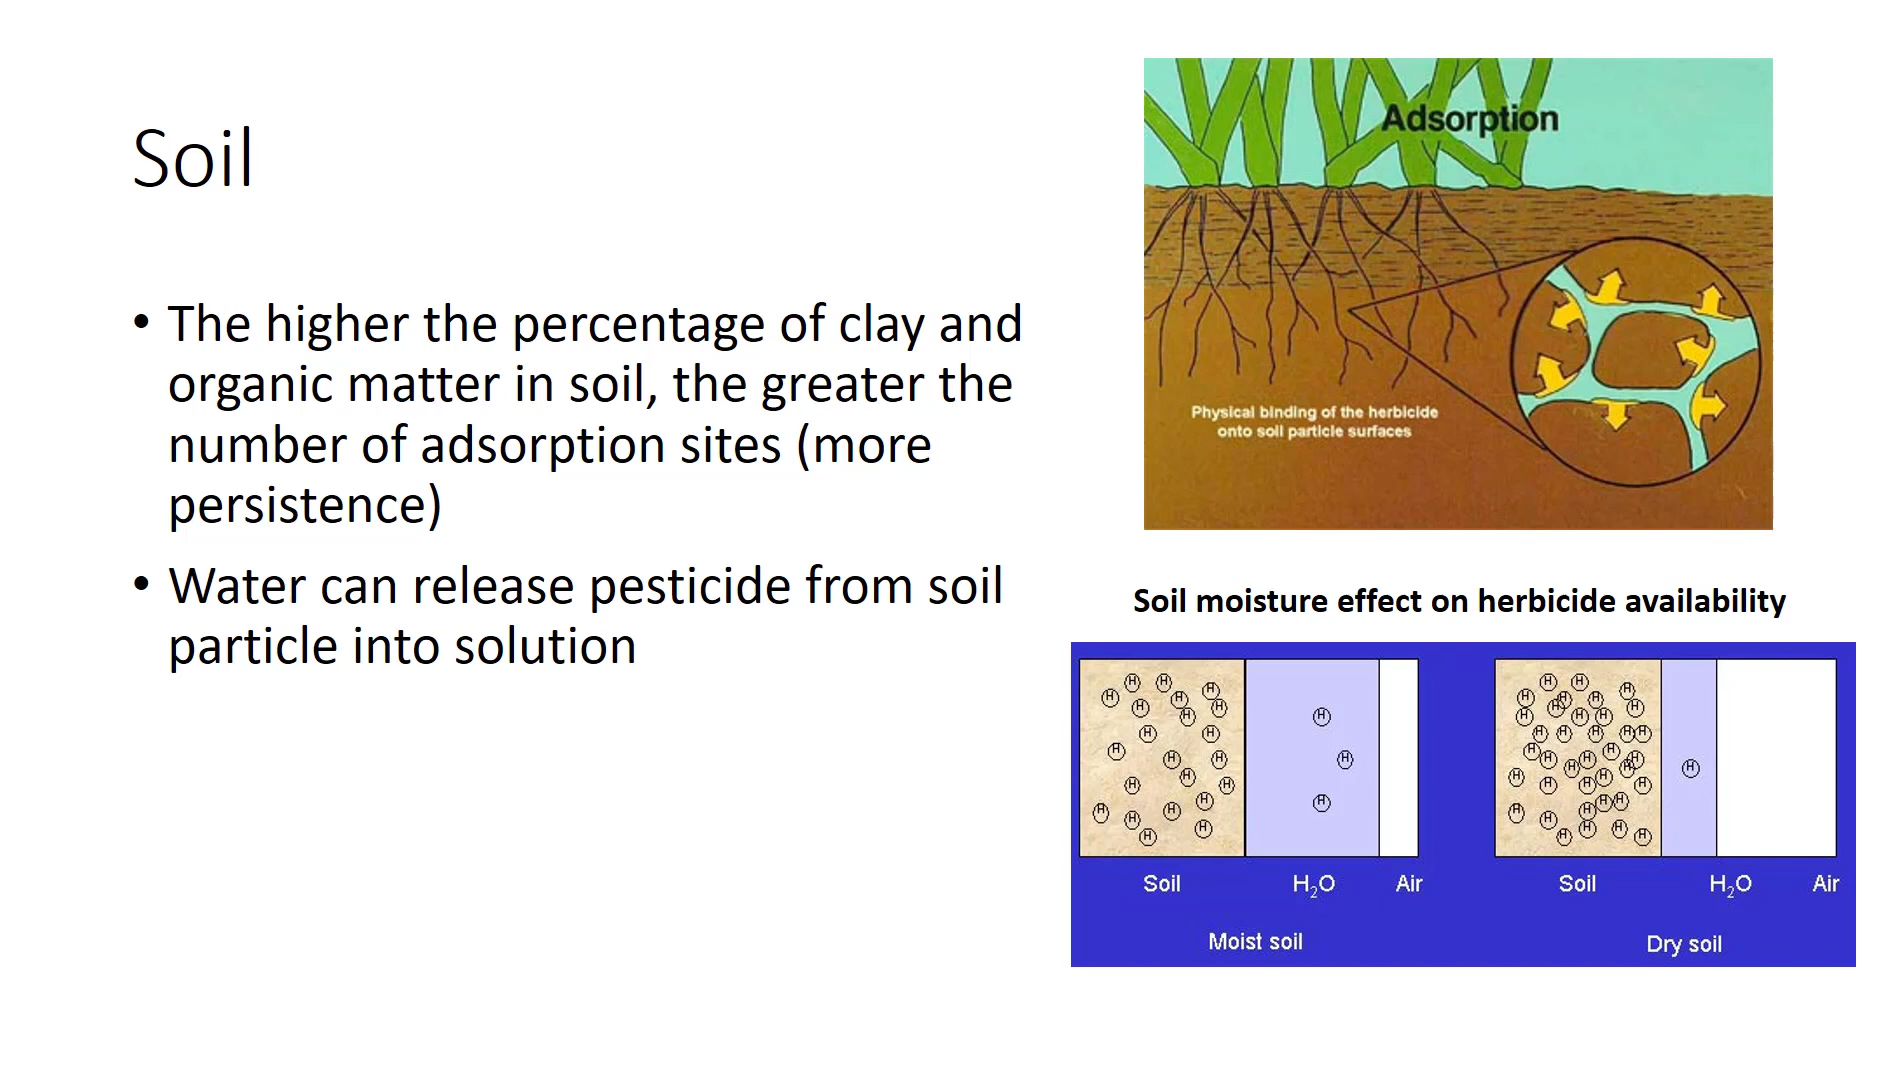 Soil
• The higher the percentage of clay and
organic matter in soil, the greater the
number of adsorption sites (more
persistence)
• Water can release pesticide from soil
particle into solution
Adsorption
Physical binding of the herbicide
onto soil particle surfaces
Soil moisture effect on herbicide availability
H H H H H H H H H H H H H H H H H H H H H H H
H H H
H H H H H H H H H H H H H H H H H H H H H H H H H H H H H H H H H H H H H H H H
H
Soil H₂O Air
Moist soil
Soil H₂O Air
Dry soil